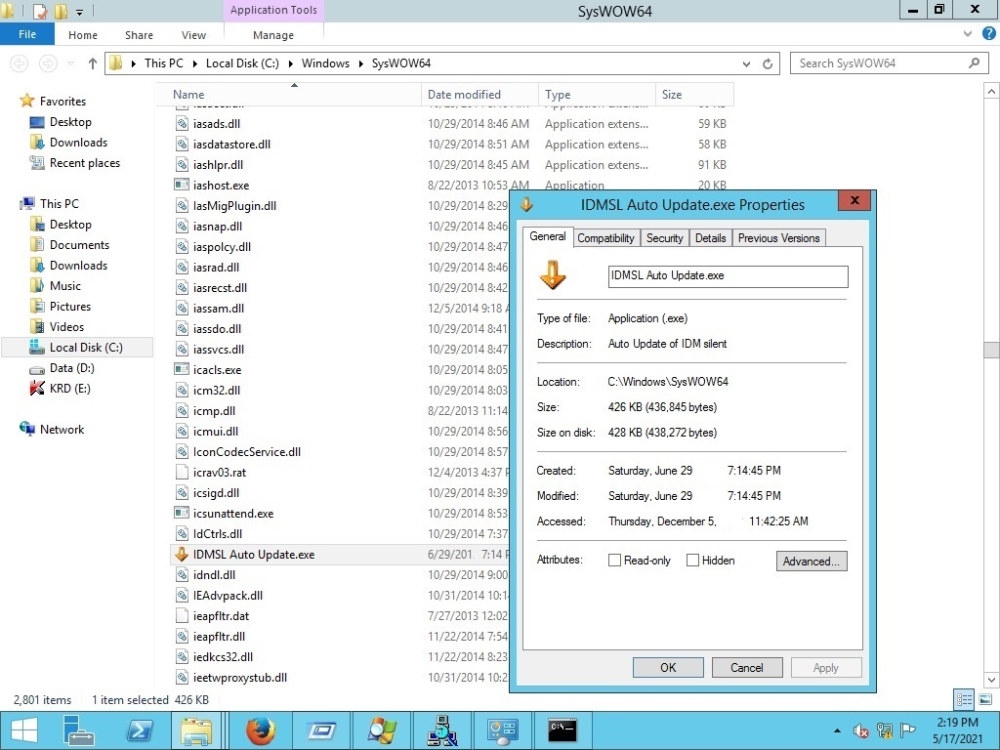 Application Tools
SysWOW64
File Home Share View Manage
This PC Local Disk (C:) Windows SysWOW64
Search SysWOW64
Favorites
Desktop
Downloads
Recent places
This PC
Desktop
Documents
Downloads
Music
Pictures
Videos
Local Disk (C:)
Data (D:)
KRD (E:)
Network
Name Date modified Type Size
iasads.dll 10/29/2014 8:46 AM Application extens... 59 KB
iasdatastore.dll 10/29/2014 8:51 AM Application extens... 58 KB
iashlpr.dll 10/29/2014 8:45 AM Application extens... 91 KB
iashost.exe 8/22/2013 10:53 AM Application 20 KB
IasMigPlugin.dll 10/29/2014 8:29
iasnap.dll 10/29/2014 8:46
iaspolcy.dll 10/29/2014 8:46
iasrad.dll 10/29/2014 8:46
iasrecst.dll 10/29/2014 8:42
iassam.dll 12/5/2014 9:18
iassdo.dll 10/29/2014 8:41
iassvcs.dll 10/29/2014 8:47
icacls.exe 10/29/2014 8:05
icm32.dll 10/29/2014 8:03
icmp.dll 8/22/2013 11:14
icmui.dll 10/29/2014 8:56
IconCodecService.dll 10/29/2014 8:57
icrav03.rat 12/4/2013 4:37
icsigd.dll 10/29/2014 8:39
icsunattend.exe 10/29/2014 8:53
IdCtrls.dll 10/29/2014 7:37
IDMSL Auto Update.exe 6/29/201 7:14
idndl.dll 10/29/2014 9:00
IEAdvpack.dll 10/31/2014 10:1
ieapfltr.dat 7/27/2013 12:02
ieapfltr.dll 11/22/2014 7:54
iedkcs32.dll 11/22/2014 8:23
ieetwproxystub.dll 10/31/2014 10:2
IDMSL Auto Update.exe Properties
x
General Compatibility Security Details Previous Versions
IDMSL Auto Update.exe
Type of file: Application (.exe)
Description: Auto Update of IDM silent
Location: C:\Windows\SysWOW64
Size: 426 KB (436,845 bytes)
Size on disk: 428 KB (438,272 bytes)
Created: Saturday, June 29 7:14:45 PM
Modified: Saturday, June 29 7:14:45 PM
Accessed: Thursday, December 5, 11:42:25 AM
Attributes: Read-only Hidden Advanced...
OK Cancel Apply
2,801 items 1 item selected 426 KB
2:19 PM
5/17/2021